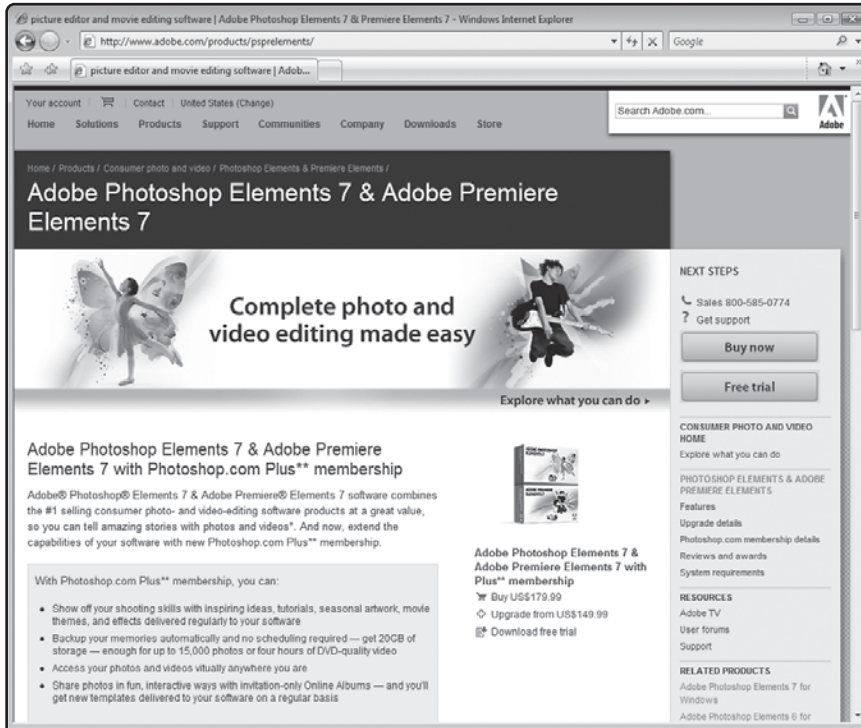 picture editor and movie editing software | Adobe Photoshop Elements 7 & Premiere Elements 7 - Windows Internet Explorer
http://www.adobe.com/products/psprelements/
Google
picture editor and movie editing software | Adob...
Your account
Contact
United States (Change)
Home Solutions Products Support Communities Company Downloads Store
Search Adobe.com...
Adobe
Home / Products / Consumer photo and video / Photoshop Elements & Premiere Elements /
Adobe Photoshop Elements 7 & Adobe Premiere
Elements 7
Complete photo and
video editing made easy
Explore what you can do
Adobe Photoshop Elements 7 & Adobe Premiere
Elements 7 with Photoshop.com Plus** membership
Adobe® Photoshop® Elements 7 & Adobe Premiere® Elements 7 software combines
the #1 selling consumer photo- and video-editing software products at a great value,
so you can tell amazing stories with photos and videos*. And now, extend the
capabilities of your software with new Photoshop.com Plus** membership.
With Photoshop.com Plus** membership, you can:
• Show off your shooting skills with inspiring ideas, tutorials, seasonal artwork, movie
themes, and effects delivered regularly to your software
• Backup your memories automatically and no scheduling required — get 20GB of
storage — enough for up to 15,000 photos or four hours of DVD-quality video
• Access your photos and videos vitually anywhere you are
• Share photos in fun, interactive ways with invitation-only Online Albums — and you'll
get new templates delivered to your software on a regular basis
Adobe Photoshop Elements 7 &
Adobe Premiere Elements 7 with
Plus** membership
Buy US$179.99
Upgrade from US$149.99
Download free trial
NEXT STEPS
Sales 800-585-0774
? Get support
Buy now
Free trial
CONSUMER PHOTO AND VIDEO
HOME
Explore what you can do
PHOTOSHOP ELEMENTS & ADOBE
PREMIERE ELEMENTS
Features
Upgrade details
Photoshop.com membership details
Reviews and awards
System requirements
RESOURCES
Adobe TV
User forums
Support
RELATED PRODUCTS
Adobe Photoshop Elements 7 for
Windows
Adobe Photoshop Elements 6 for